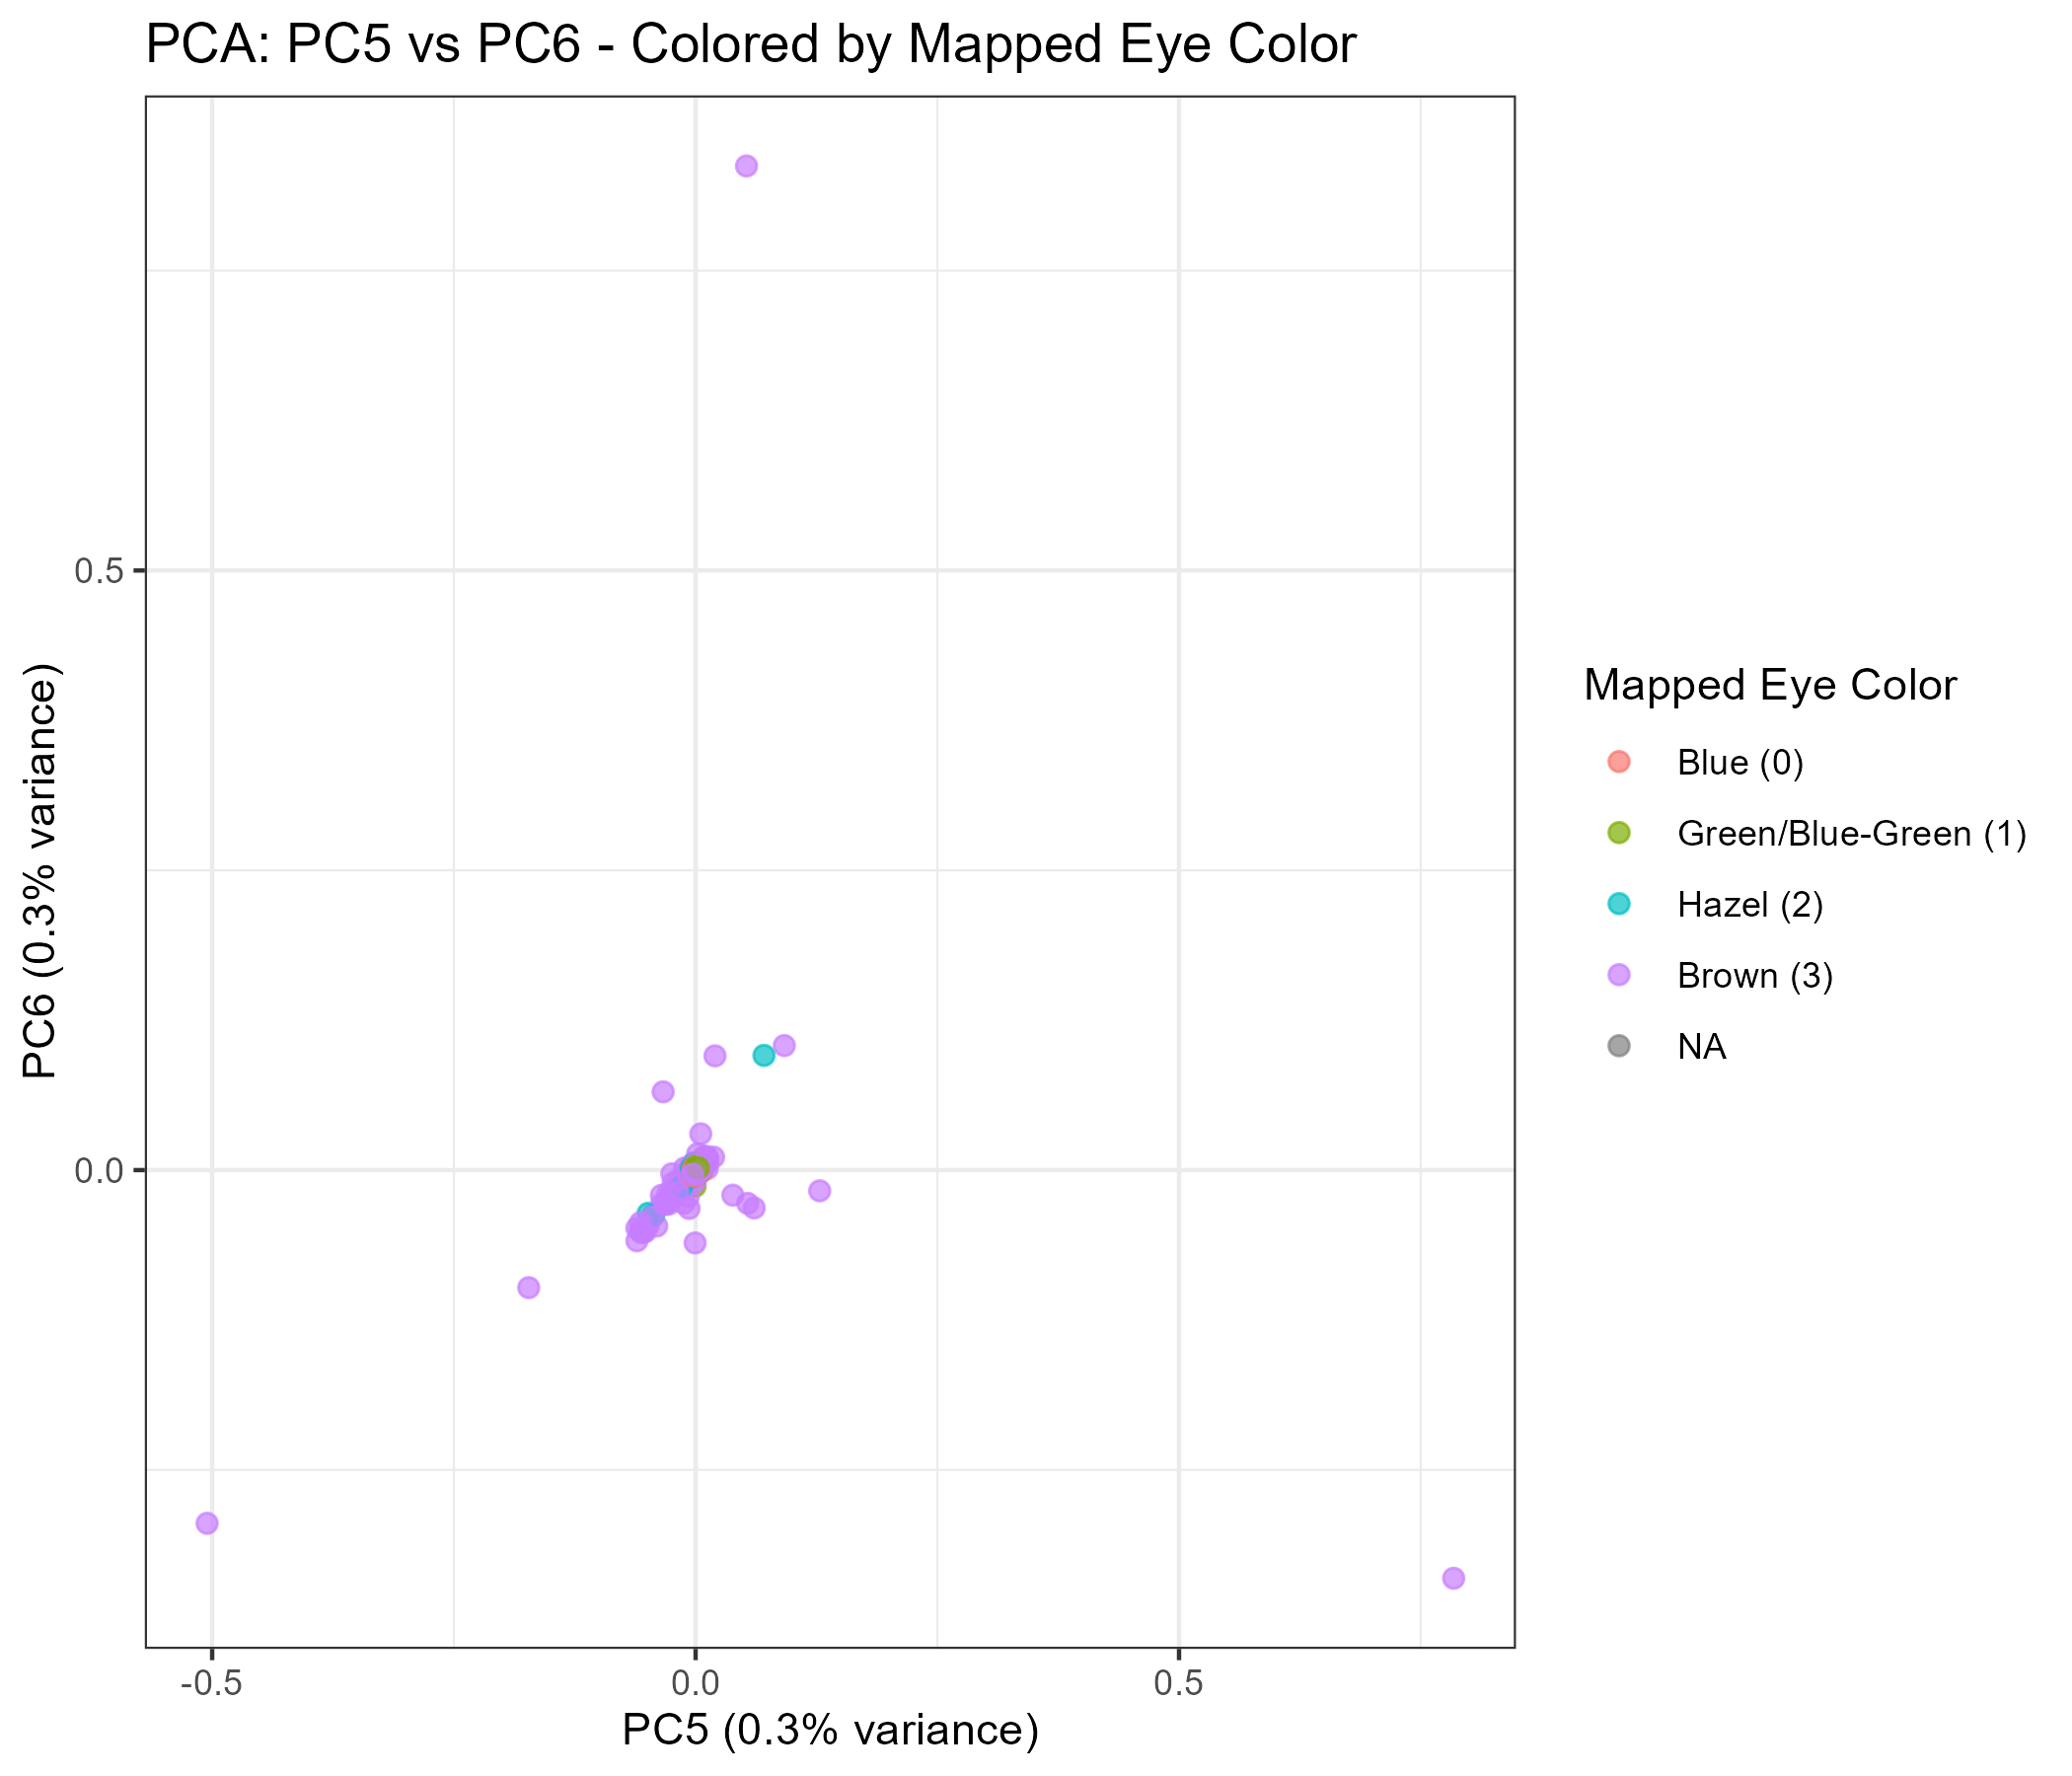 PCA: PC5 vs PC6 - Colored by Mapped Eye Color
PC6 (0.3% variance)
0.5
0.0
-0.5
0.0
0.5
PC5 (0.3% variance)
Mapped Eye Color
Blue (0)
Green/Blue-Green (1)
Hazel (2)
Brown (3)
NA